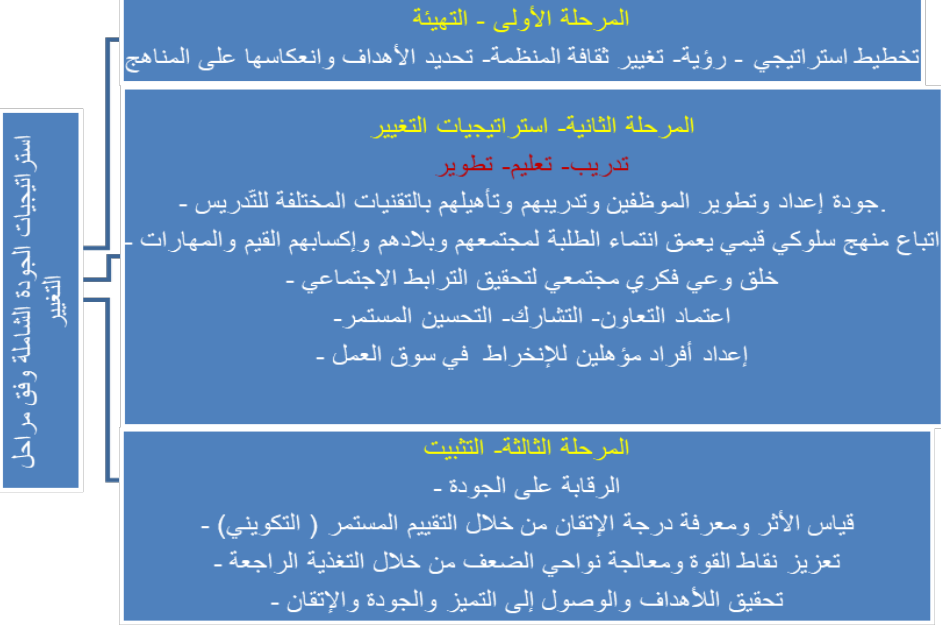 استراتيجيات الجودة الشاملة وفق مراحل
التغيير
المرحلة الأولى - التهيئة
تخطيط استراتيجي - رؤية- تغيير ثقافة المنظمة- تحديد الأهداف وانعكاسها على المناهج
المرحلة الثانية- استراتيجيات التغيير
تدريب- تعليم- تطوير
.جودة إعداد وتطوير الموظفين وتدريبهم وتأهيلهم بالتقنيات المختلفة للتّدريس -
اتباع منهج سلوكي قيمي يعمق انتماء الطلبة لمجتمعهم وبلادهم وإكسابهم القيم والمهارات -
خلق وعي فكري مجتمعي لتحقيق الترابط الاجتماعي -
اعتماد التعاون- التشارك- التحسين المستمر-
إعداد أفراد مؤهلين للإنخراط في سوق العمل -
المرحلة الثالثة- التثبيت
الرقابة على الجودة -
قياس الأثر ومعرفة درجة الإتقان من خلال التقييم المستمر ( التكويني) -
تعزيز نقاط القوة ومعالجة نواحي الضعف من خلال التغذية الراجعة -
تحقيق اللأهداف والوصول إلى التميز والجودة والإتقان -